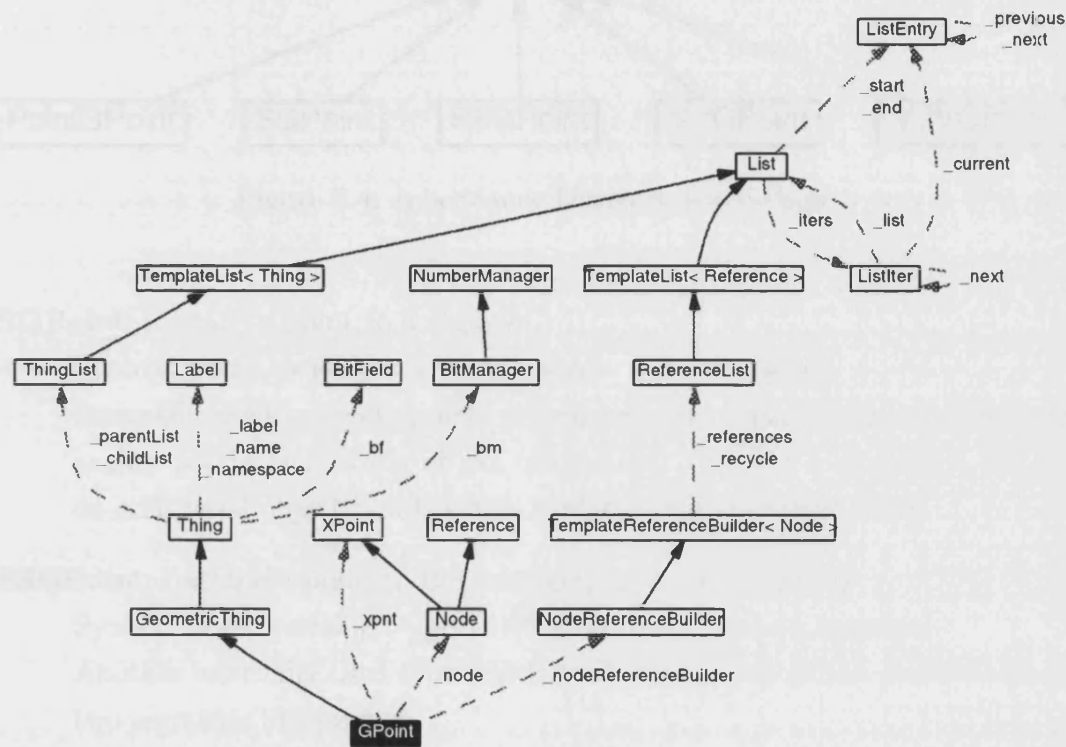 ListEntry
_previous
_next
_start
_end
List
_current
_iters
_list
TemplateList< Thing >
NumberManager
TemplateList< Reference >
ListIter
_next
ThingList
Label
BitField
BitManager
ReferenceList
_parentList
_childList
_label
_name
_namespace
_bf
_bm
_references
_recycle
Thing
XPoint
Reference
TemplateReferenceBuilder< Node >
GeometricThing
_xpnt
Node
NodeReferenceBuilder
_node
_nodeReferenceBuilder
GPoint